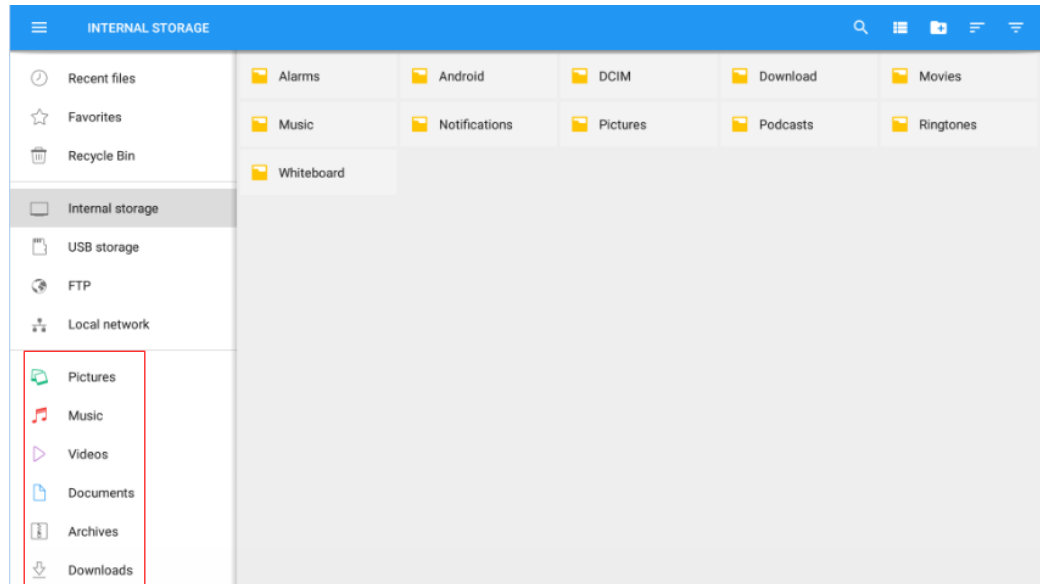 INTERNAL STORAGE
Recent files
Favorites
Recycle Bin
Internal storage
USB storage
FTP
Local network
Pictures
Music
Videos
Documents
Archives
Downloads
Alarms
Android
DCIM
Download
Movies
Music
Notifications
Pictures
Podcasts
Ringtones
Whiteboard